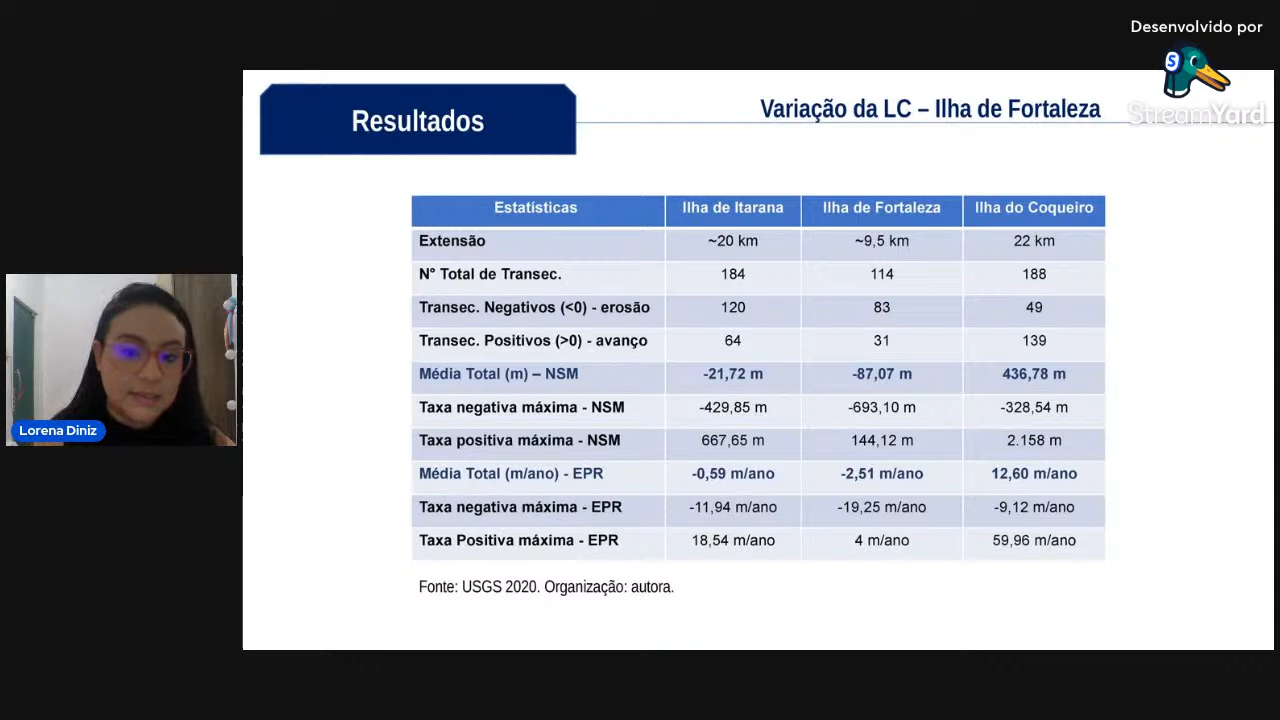 Desenvolvido por
S
StreamYard
Resultados
Variação da LC – Ilha de Fortaleza
Estatísticas Ilha de Itarana Ilha de Fortaleza Ilha do Coqueiro
Extensão ~20 km ~9,5 km 22 km
N° Total de Transec. 184 114 188
Transec. Negativos (<0) - erosão 120 83 49
Transec. Positivos (>0) - avanço 64 31 139
Média Total (m) – NSM -21,72 m -87,07 m 436,78 m
Taxa negativa máxima - NSM -429,85 m -693,10 m -328,54 m
Taxa positiva máxima - NSM 667,65 m 144,12 m 2.158 m
Média Total (m/ano) - EPR -0,59 m/ano -2,51 m/ano 12,60 m/ano
Taxa negativa máxima - EPR -11,94 m/ano -19,25 m/ano -9,12 m/ano
Taxa Positiva máxima - EPR 18,54 m/ano 4 m/ano 59,96 m/ano
Fonte: USGS 2020. Organização: autora.
Lorena Diniz